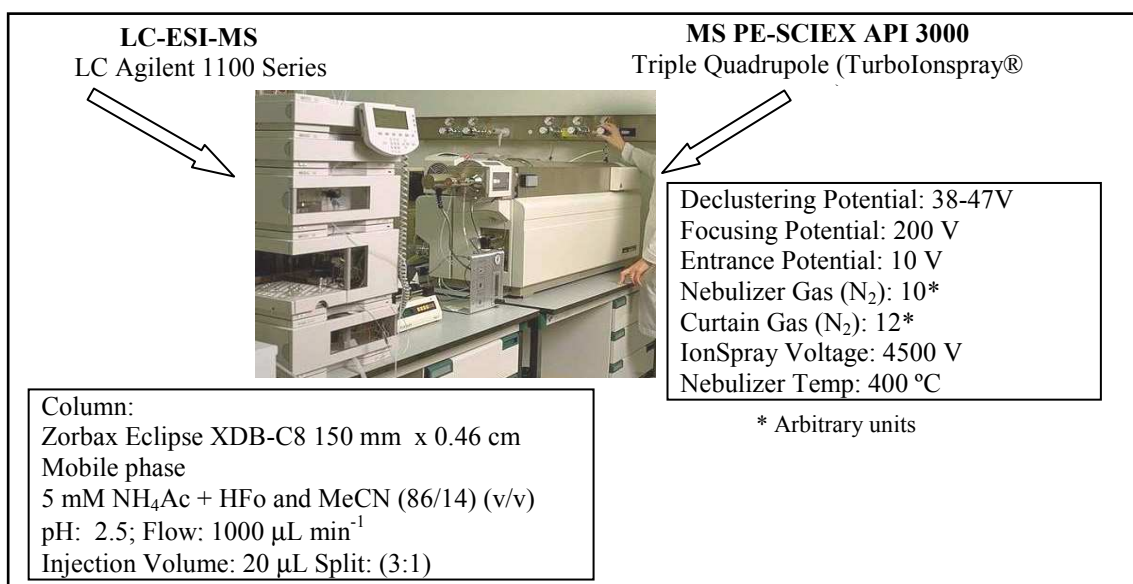 LC-ESI-MS
LC Agilent 1100 Series
MS PE-SCIEX API 3000
Triple Quadrupole (TurboIonspray®
Declustering Potential: 38-47V
Focusing Potential: 200 V
Entrance Potential: 10 V
Nebulizer Gas (N₂): 10*
Curtain Gas (N₂): 12*
IonSpray Voltage: 4500 V
Nebulizer Temp: 400 ºC
* Arbitrary units
Column:
Zorbax Eclipse XDB-C8 150 mm x 0.46 cm
Mobile phase
5 mM NH₄Ac + HFo and MeCN (86/14) (v/v)
pH: 2.5; Flow: 1000 μL min⁻¹
Injection Volume: 20 μL Split: (3:1)